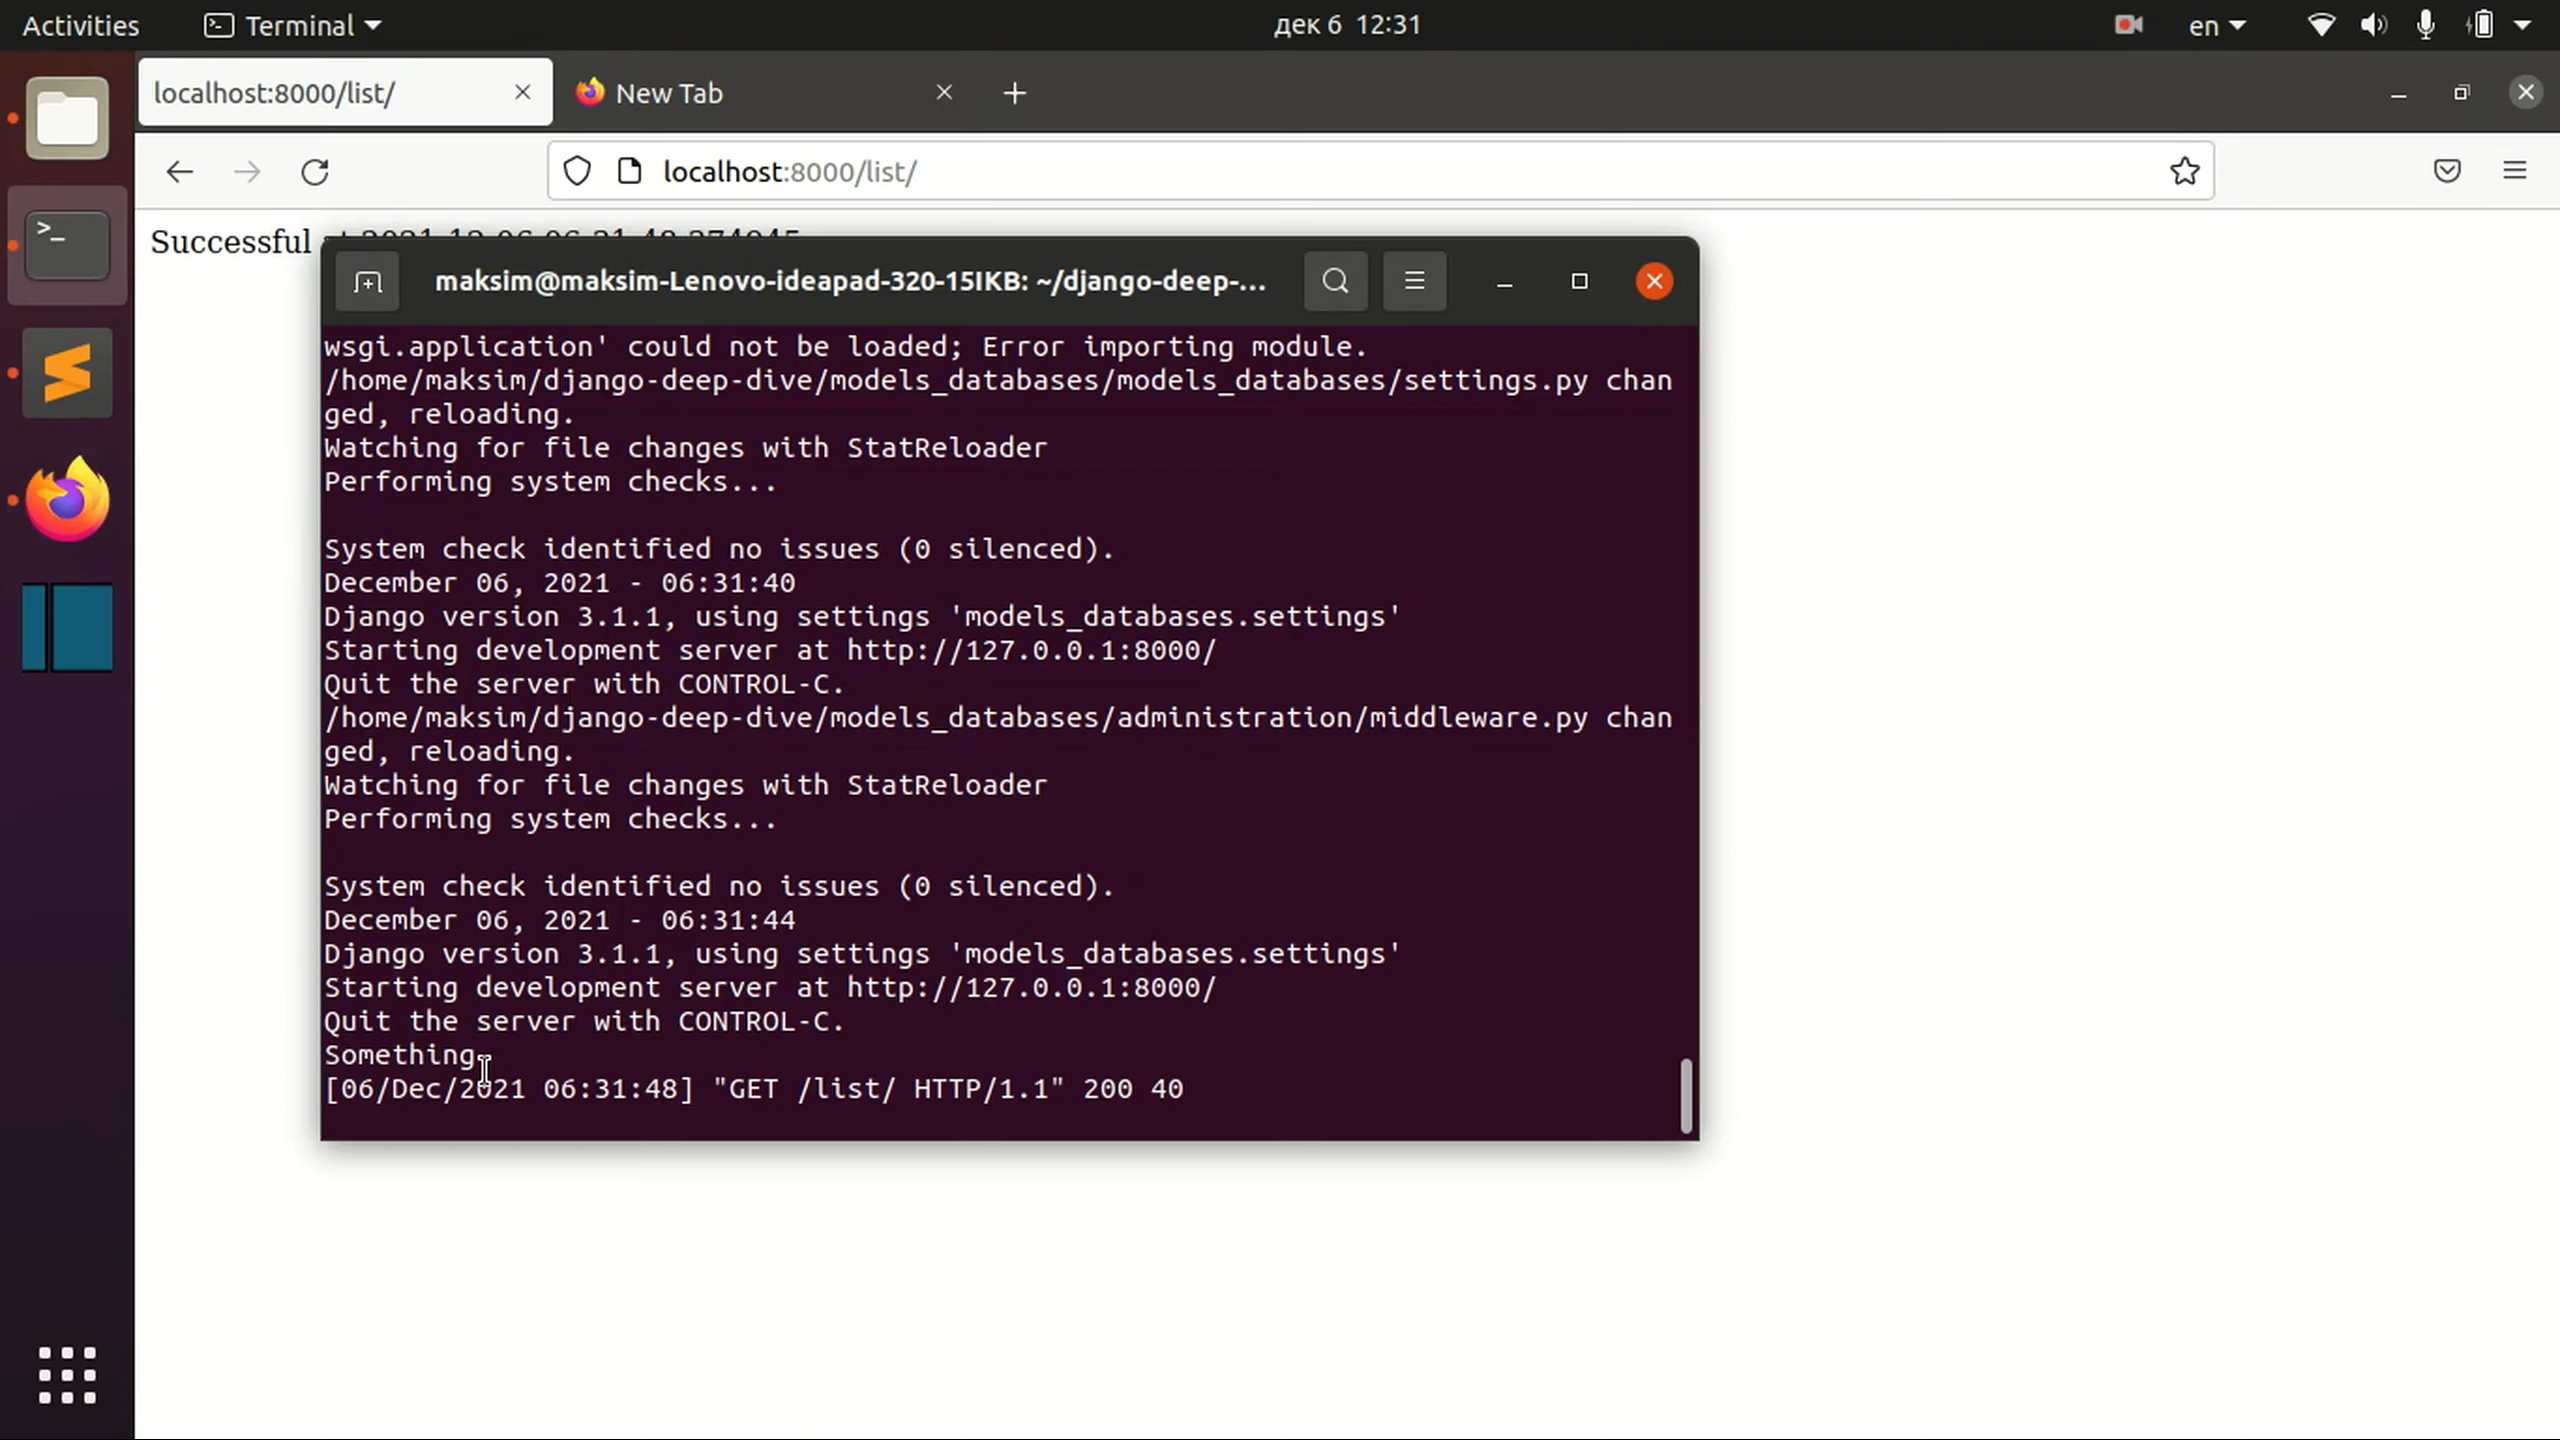 Activities
Terminal
дек 6 12:31
en
localhost:8000/list/
New Tab
localhost:8000/list/
Successful at 2021-12-06 06:31:48.274945
maksim@maksim-Lenovo-ideapad-320-15IKB: ~/django-deep-...
wsgi.application' could not be loaded; Error importing module.
/home/maksim/django-deep-dive/models_databases/models_databases/settings.py chan
ged, reloading.
Watching for file changes with StatReloader
Performing system checks...
System check identified no issues (0 silenced).
December 06, 2021 - 06:31:40
Django version 3.1.1, using settings 'models_databases.settings'
Starting development server at http://127.0.0.1:8000/
Quit the server with CONTROL-C.
/home/maksim/django-deep-dive/models_databases/administration/middleware.py chan
ged, reloading.
Watching for file changes with StatReloader
Performing system checks...
System check identified no issues (0 silenced).
December 06, 2021 - 06:31:44
Django version 3.1.1, using settings 'models_databases.settings'
Starting development server at http://127.0.0.1:8000/
Quit the server with CONTROL-C.
Something
[06/Dec/2021 06:31:48] "GET /list/ HTTP/1.1" 200 40